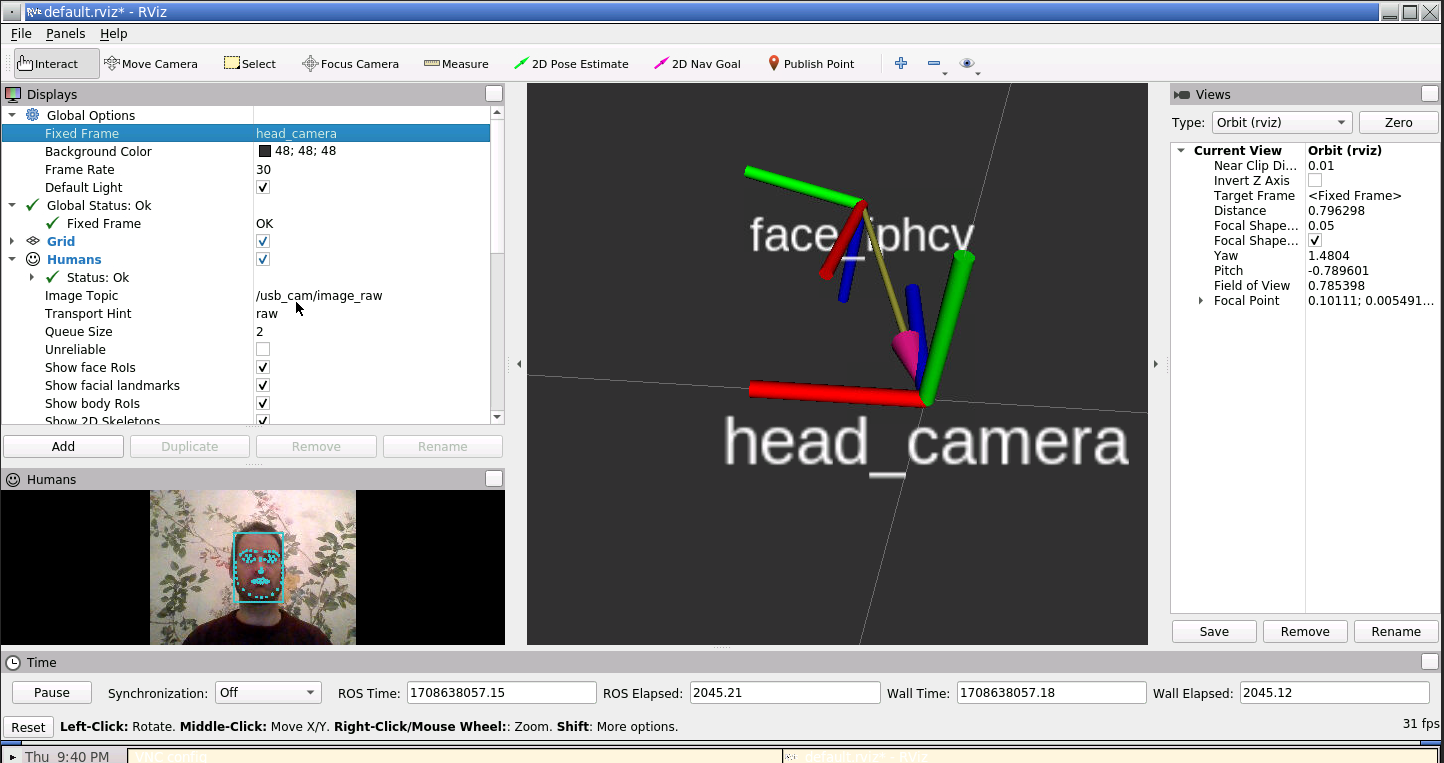 default.rviz* - RViz
File Panels Help
Interact Move Camera Select Focus Camera Measure 2D Pose Estimate 2D Nav Goal Publish Point
Displays
Global Options
Fixed Frame head_camera
Background Color 48; 48; 48
Frame Rate 30
Default Light
Global Status: Ok
Fixed Frame OK
Grid
Humans
Status: Ok
Image Topic /usb_cam/image_raw
Transport Hint raw
Queue Size 2
Unreliable
Show face RoIs
Show facial landmarks
Show body RoIs
Show 2D Skeletons
Add Duplicate Remove Rename
Humans
face_iphcv
head_camera
Views
Type: Orbit (rviz) Zero
Current View Orbit (rviz)
Near Clip Di... 0.01
Invert Z Axis
Target Frame <Fixed Frame>
Distance 0.796298
Focal Shape... 0.05
Focal Shape...
Yaw 1.4804
Pitch -0.789601
Field of View 0.785398
Focal Point 0.10111; 0.005491...
Save Remove Rename
Time
Pause Synchronization: Off ROS Time: 1708638057.15 ROS Elapsed: 2045.21 Wall Time: 1708638057.18 Wall Elapsed: 2045.12
Reset Left-Click: Rotate. Middle-Click: Move X/Y. Right-Click/Mouse Wheel:: Zoom. Shift: More options. 31 fps
Thu 9:40 PM VNC config default.rviz* - RViz